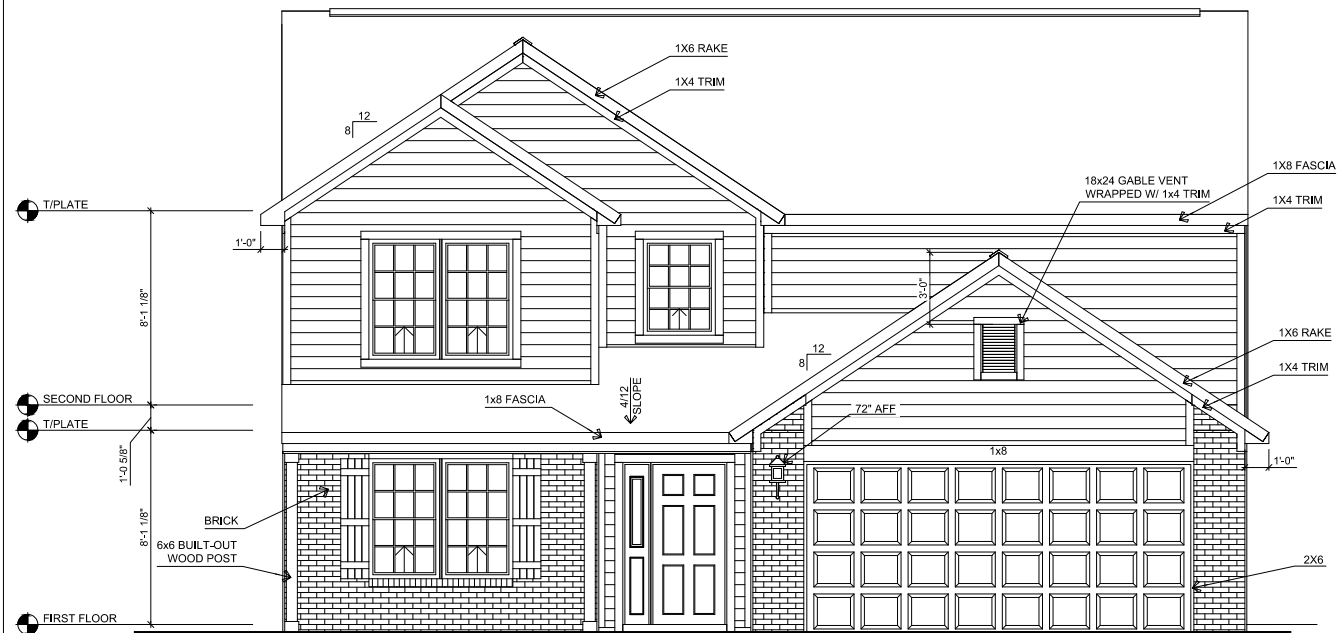 1X6 RAKE
1X4 TRIM
12
8
18x24 GABLE VENT
WRAPPED W/ 1x4 TRIM
1X8 FASCIA
1X4 TRIM
T/PLATE
1'-0"
8'-1 1/8"
3'-0"
12
8
1X6 RAKE
1X4 TRIM
SECOND FLOOR
T/PLATE
1x8 FASCIA
4/12
SLOPE
72" AFF
1'-0 5/8"
1x8
1'-0"
BRICK
8'-1 1/8"
6x6 BUILT-OUT
WOOD POST
2X6
FIRST FLOOR